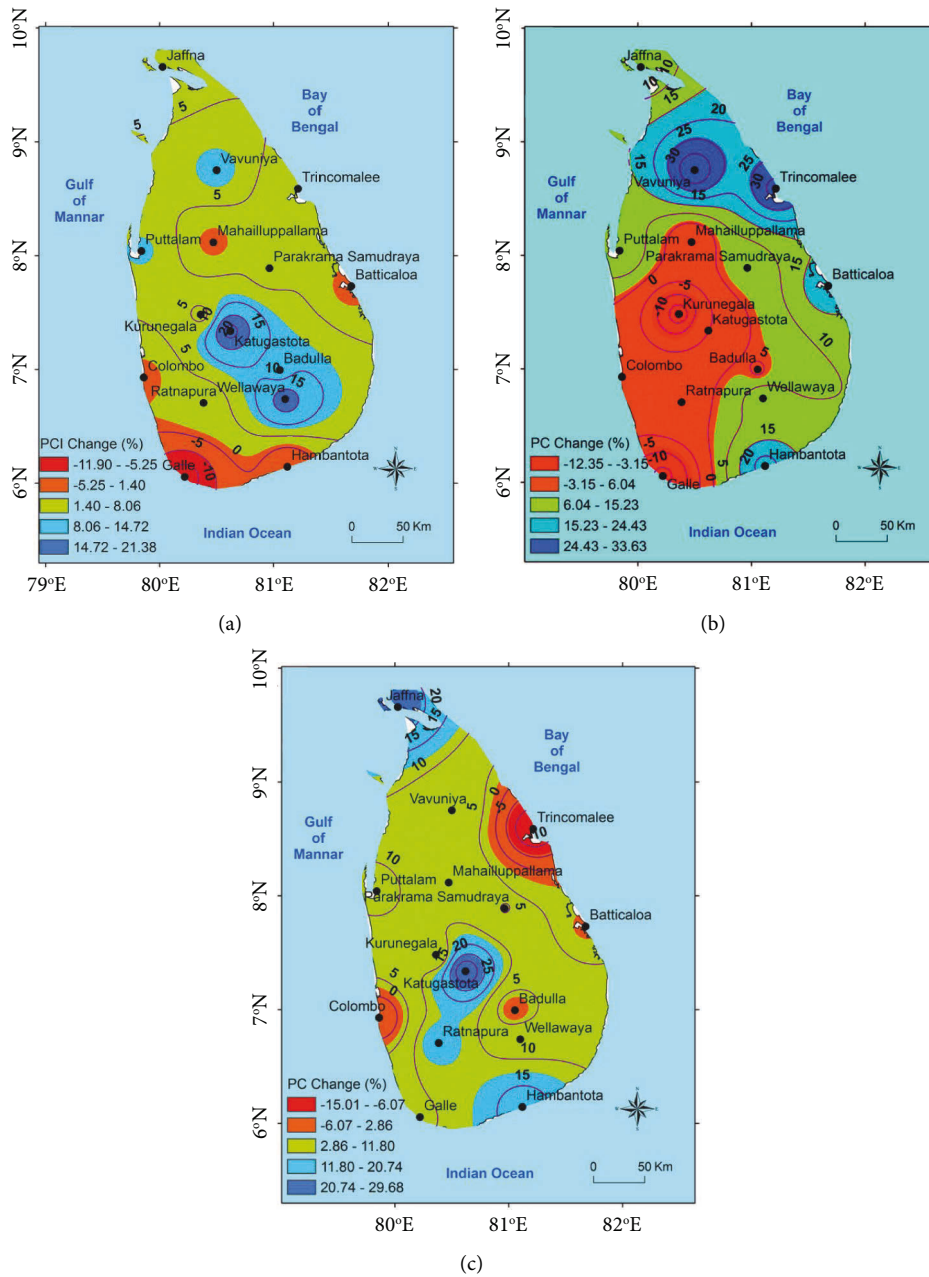 10°N
9°N
8°N
7°N
6°N
Jaffna
5
5
Bay
of
Bengal
Vavuniya
Trincomalee
Gulf
of
Mannar
5
Mahailluppallama
Puttalam
Parakrama Samudraya
Batticaloa
5
10
15
20
Kurunegala
Katugastota
5
Badulla
10
Colombo
15
Wellawaya
Ratnapura
0
-5
PCI Change (%)
Hambantota
-11.90 - -5.25
Galle
-10
-5.25 - 1.40
1.40 - 8.06
8.06 - 14.72
Indian Ocean
0 50 Km
14.72 - 21.38
79°E 80°E 81°E 82°E
(a)
10°N
9°N
8°N
7°N
6°N
Jaffna
10
10
15
Bay
of
Bengal
20
25
25
15
30
30
Vavuniya
Trincomalee
15
Gulf
of
Mannar
Mahailluppallama
Puttalam
15
Parakrama Samudraya
0
Batticaloa
-5
-10
Kurunegala
Katugastota
10
5
Badulla
Colombo
Ratnapura
Wellawaya
15
-5
20
PC Change (%)
Hambantota
-10
5
-12.35 - -3.15
Galle
0
-3.15 - 6.04
6.04 - 15.23
15.23 - 24.43
Indian Ocean
0 50 Km
24.43 - 33.63
80°E 81°E 82°E
(b)
10°N
9°N
8°N
7°N
6°N
Jaffna
20
15
15
10
Bay
of
Bengal
Vavuniya
5
0
-5
Trincomalee
-10
Gulf
of
Mannar
10
Mahailluppallama
Puttalam
Parakrama Samudraya
5
Batticaloa
Kurunegala
15
20
25
Katugastota
5
5
0
Badulla
Colombo
Ratnapura
Wellawaya
10
15
PC Change (%)
Hambantota
-15.01 - -6.07
Galle
-6.07 - 2.86
2.86 - 11.80
11.80 - 20.74
Indian Ocean
0 50 Km
20.74 - 29.68
80°E 81°E 82°E
(c)